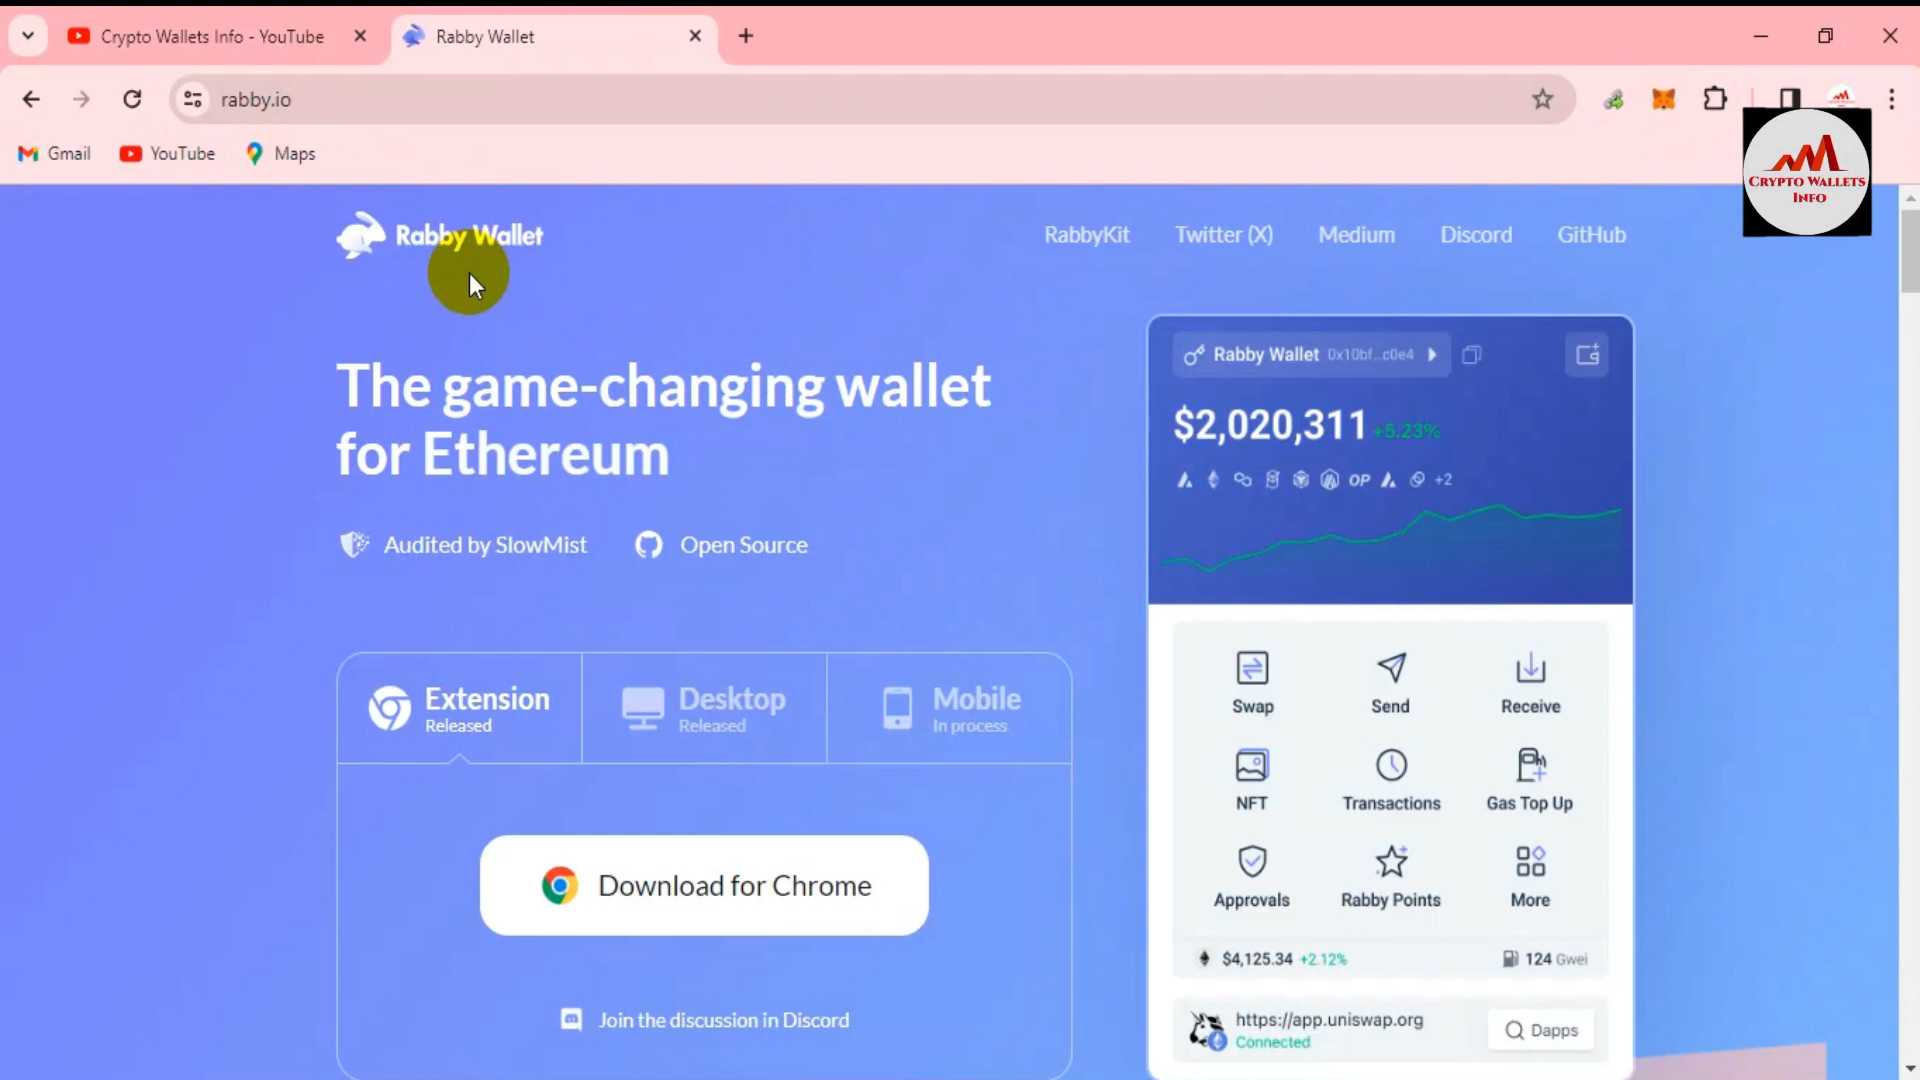 Crypto Wallets Info - YouTube
Rabby Wallet
rabby.io
Gmail
YouTube
Maps
CRYPTO WALLETS
INFO
Rabby Wallet
RabbyKit
Twitter (X)
Medium
Discord
GitHub
The game-changing wallet
for Ethereum
Audited by SlowMist
Open Source
Extension
Released
Desktop
Released
Mobile
In process
Download for Chrome
Join the discussion in Discord
Rabby Wallet 0x10bf...c0e4
$2,020,311 +5.23%
OP +2
Swap
Send
Receive
NFT
Transactions
Gas Top Up
Approvals
Rabby Points
More
$4,125.34 +2.12%
124 Gwei
https://app.uniswap.org
Connected
Dapps